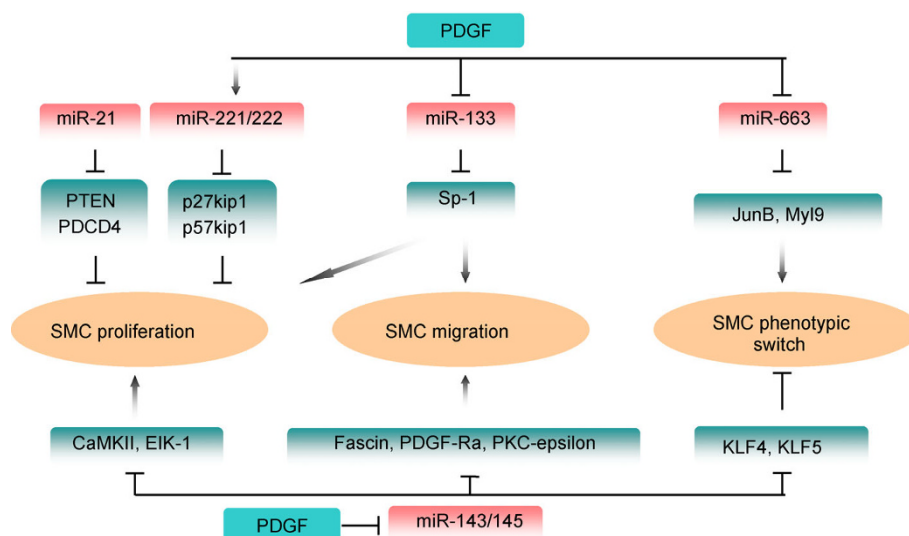 PDGF
miR-21
miR-221/222
miR-133
miR-663
PTEN
PDCD4
p27kip1
p57kip1
Sp-1
JunB, Myl9
SMC proliferation
SMC migration
SMC phenotypic
switch
CaMKII, EIK-1
Fascin, PDGF-Ra, PKC-epsilon
KLF4, KLF5
PDGF
miR-143/145